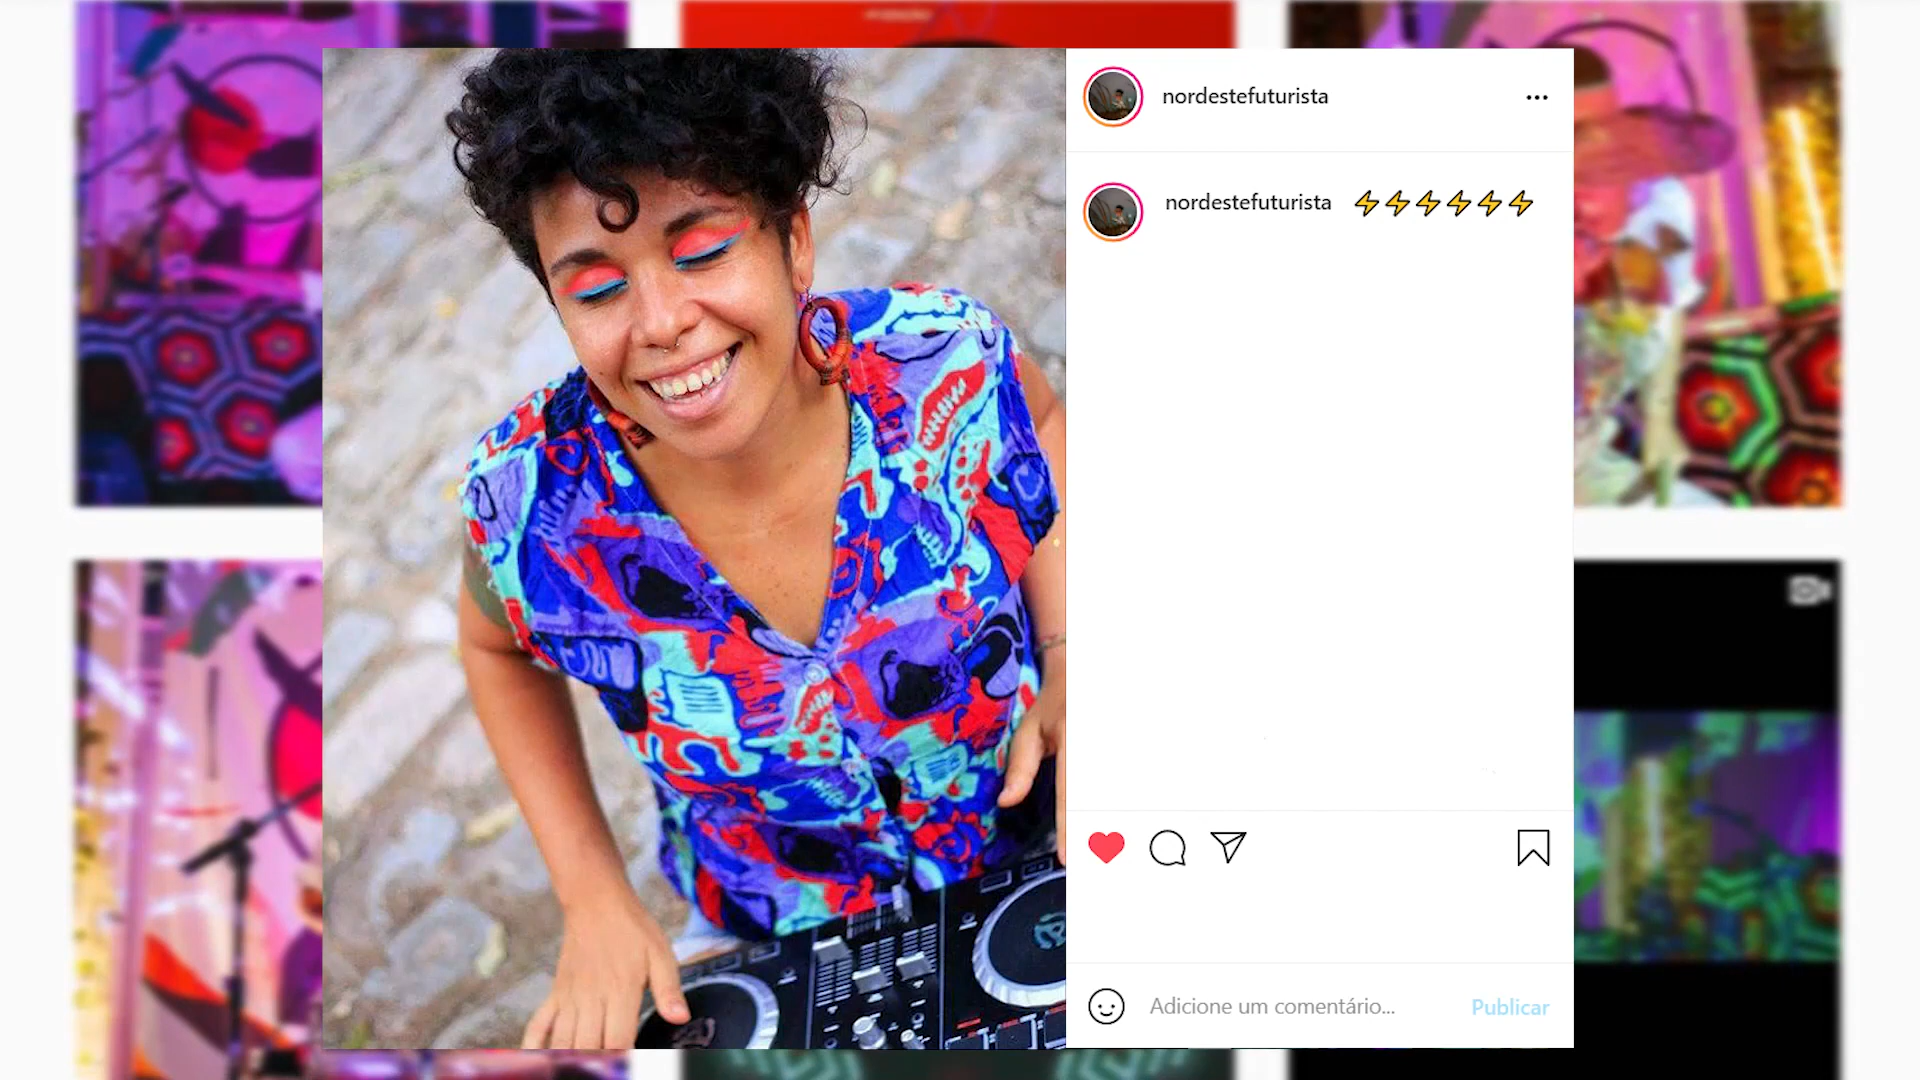 nordestefuturista
nordestefuturista ⚡⚡⚡⚡⚡⚡
Adicione um comentário... Publicar